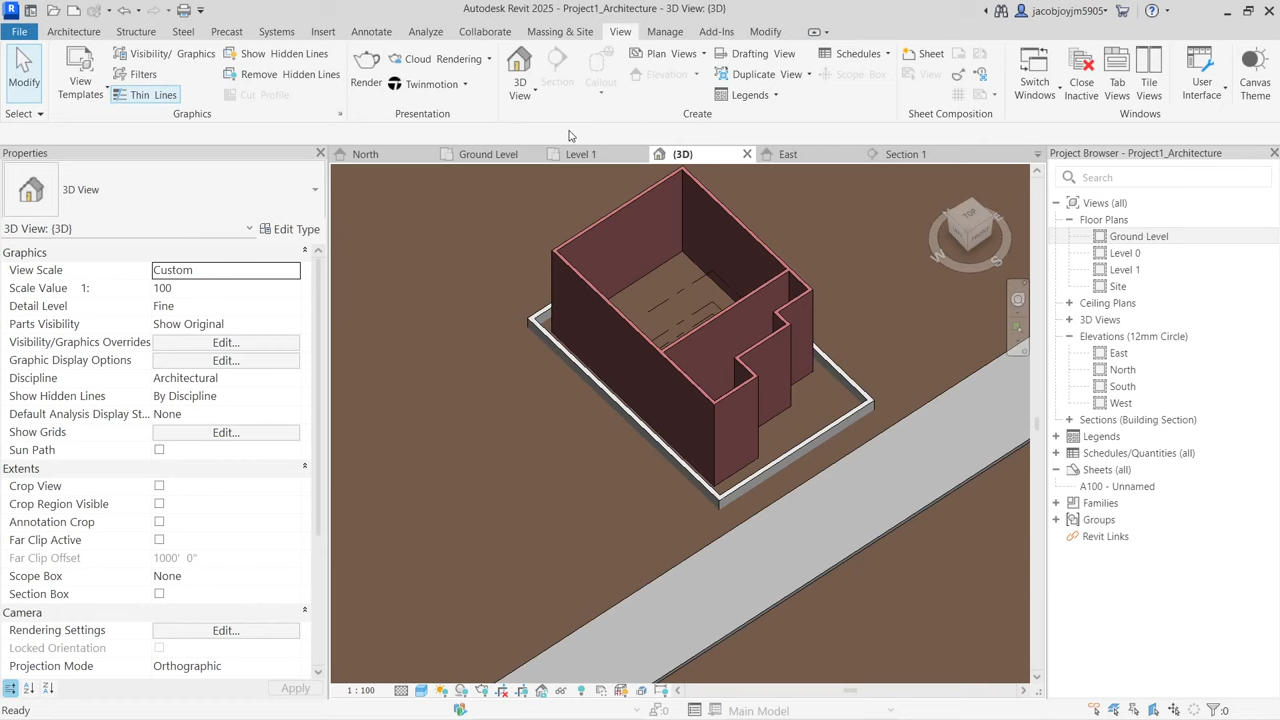 Autodesk Revit 2025 - Project1_Architecture - 3D View: {3D}
jacobjoyjm5905
File Architecture Structure Steel Precast Systems Insert Annotate Analyze Collaborate Massing & Site View Manage Add-Ins Modify
Modify
View Templates
Visibility/ Graphics
Filters
Thin Lines
Show Hidden Lines
Remove Hidden Lines
Cut Profile
Render
Cloud Rendering
Twinmotion
3D View
Section
Callout
Plan Views
Elevation
Drafting View
Duplicate View
Legends
Schedules
Scope Box
Sheet
View
Switch Windows
Close Inactive
Tab Views
Tile Views
User Interface
Canvas Theme
Select
Graphics
Presentation
Create
Sheet Composition
Windows
Properties
North
Ground Level
Level 1
(3D)
East
Section 1
Project Browser - Project1_Architecture
3D View
Search
3D View: {3D}
Edit Type
Graphics
View Scale Custom
Scale Value 1: 100
Detail Level Fine
Parts Visibility Show Original
Visibility/Graphics Overrides Edit...
Graphic Display Options Edit...
Discipline Architectural
Show Hidden Lines By Discipline
Default Analysis Display St... None
Show Grids Edit...
Sun Path
Extents
Crop View
Crop Region Visible
Annotation Crop
Far Clip Active
Far Clip Offset 1000' 0"
Scope Box None
Section Box
Camera
Rendering Settings Edit...
Locked Orientation
Projection Mode Orthographic
Apply
TOP
W
S
Views (all)
Floor Plans
Ground Level
Level 0
Level 1
Site
Ceiling Plans
3D Views
Elevations (12mm Circle)
East
North
South
West
Sections (Building Section)
Legends
Schedules/Quantities (all)
Sheets (all)
A100 - Unnamed
Families
Groups
Revit Links
1 : 100
Ready
:0
Main Model
:0